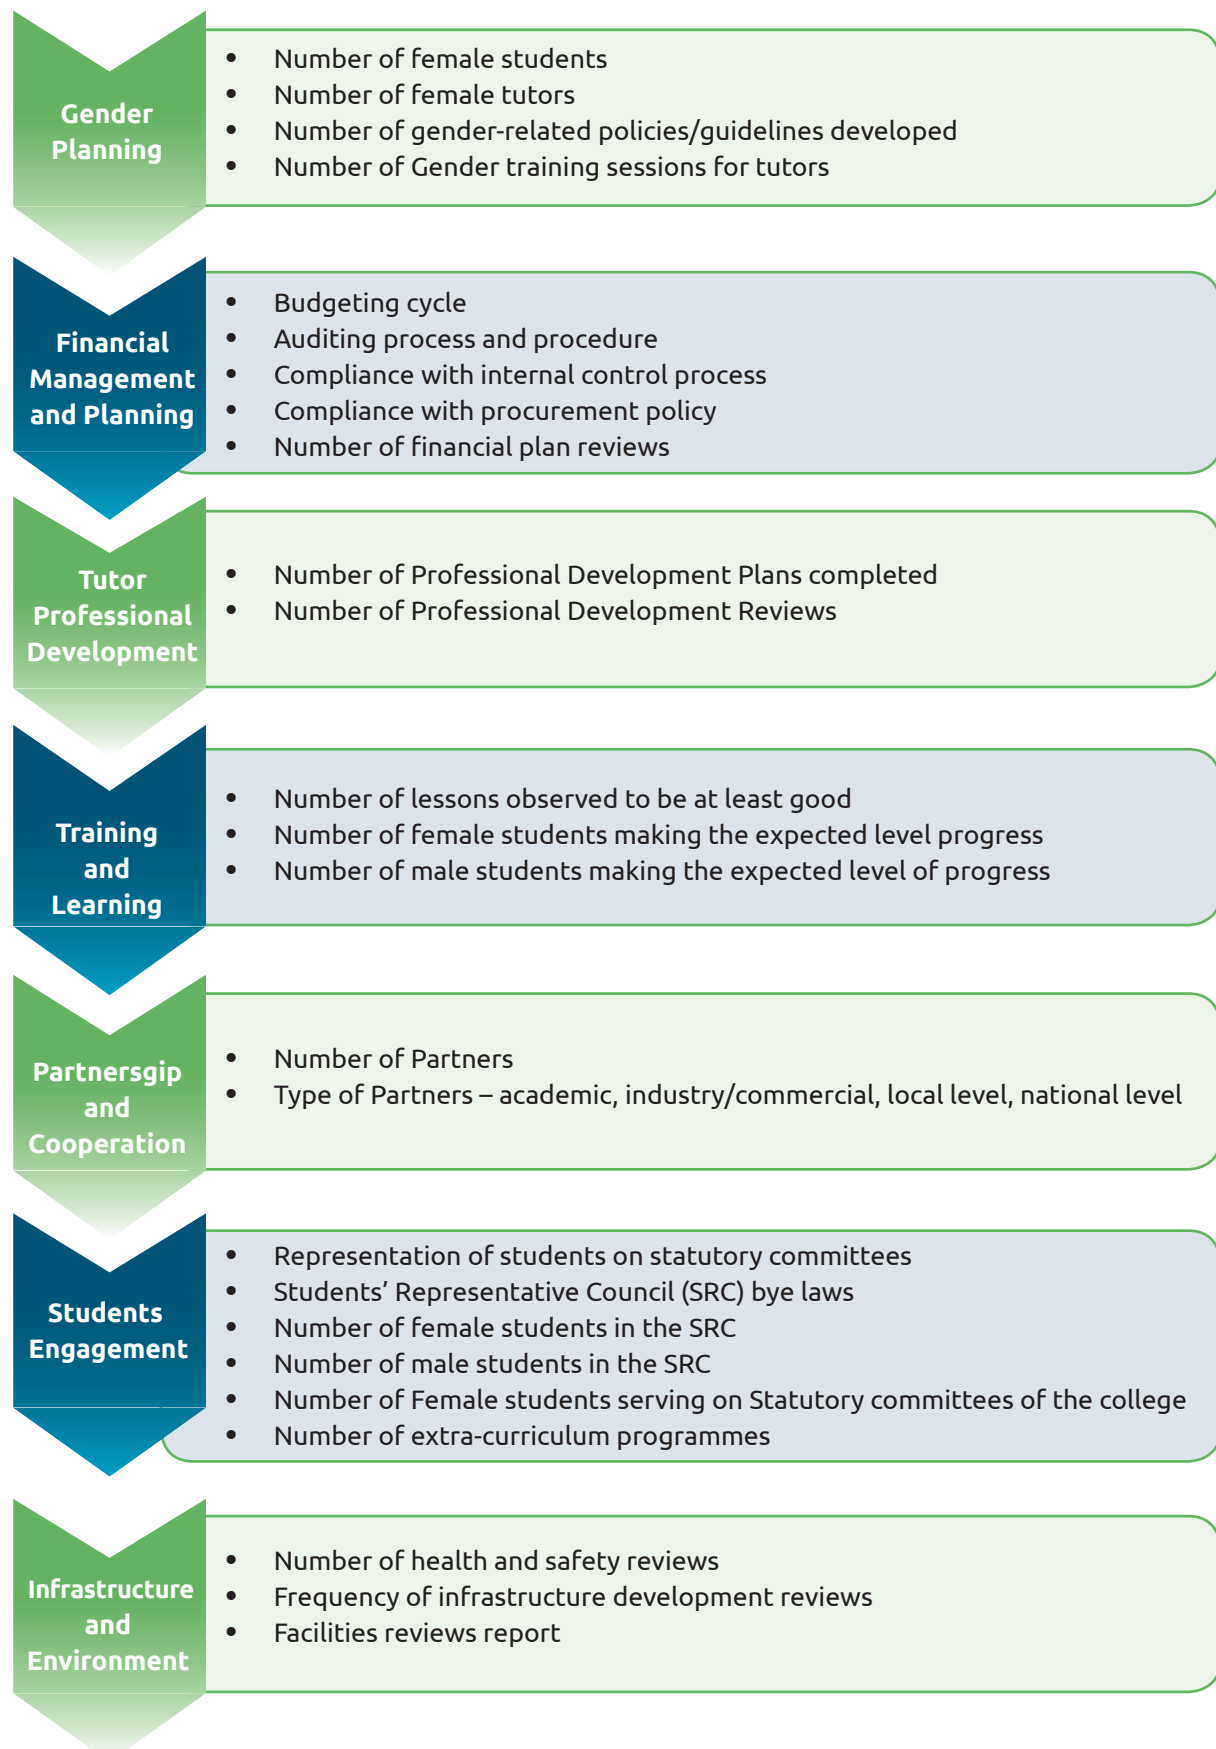 Gender
Planning
• Number of female students
• Number of female tutors
• Number of gender-related policies/guidelines developed
• Number of Gender training sessions for tutors
Financial
Management
and Planning
• Budgeting cycle
• Auditing process and procedure
• Compliance with internal control process
• Compliance with procurement policy
• Number of financial plan reviews
Tutor
Professional
Development
• Number of Professional Development Plans completed
• Number of Professional Development Reviews
Training
and
Learning
• Number of lessons observed to be at least good
• Number of female students making the expected level progress
• Number of male students making the expected level of progress
Partnersgip
and
Cooperation
• Number of Partners
• Type of Partners – academic, industry/commercial, local level, national level
Students
Engagement
• Representation of students on statutory committees
• Students’ Representative Council (SRC) bye laws
• Number of female students in the SRC
• Number of male students in the SRC
• Number of Female students serving on Statutory committees of the college
• Number of extra-curriculum programmes
Infrastructure
and
Environment
• Number of health and safety reviews
• Frequency of infrastructure development reviews
• Facilities reviews report